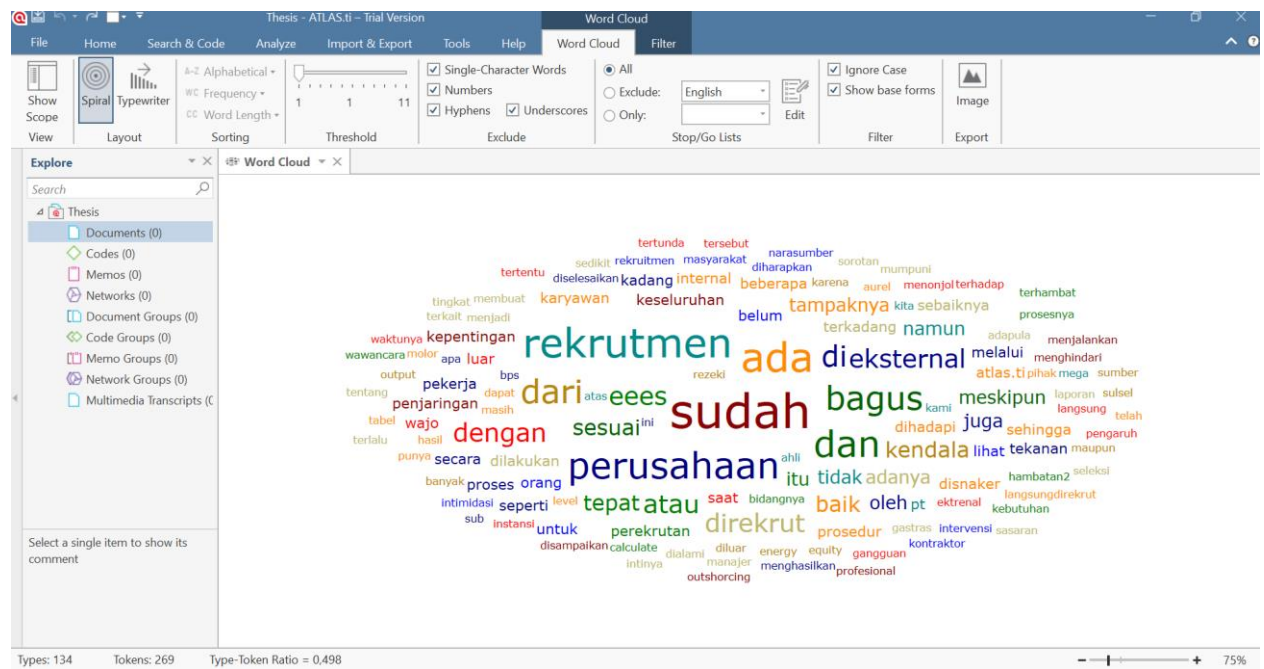 Thesis - ATLAS.ti – Trial Version
Word Cloud
File Home Search & Code Analyze Import & Export Tools Help Word Cloud Filter
Show Scope
Spiral
Typewriter
A-Z Alphabetical
WC Frequency
CC Word Length
1 1 11
Single-Character Words
Numbers
Hyphens Underscores
All
Exclude: English
Only:
Edit
Ignore Case
Show base forms
Image
View Layout Sorting Threshold Exclude Stop/Go Lists Filter Export
Explore
Word Cloud
Search
Thesis
Documents (0)
Codes (0)
Memos (0)
Networks (0)
Document Groups (0)
Code Groups (0)
Memo Groups (0)
Network Groups (0)
Multimedia Transcripts (C
Select a single item to show its
comment
tertunda tersebut
sedikit rekruitmen masyarakat narasumber sorotan
diharapkan mumpuni
tertentu diselesaikan kadang internal beberapa karena aurel menonjol terhadap
tingkat membuat karyawan keseluruhan tampaknya kita sebaiknya terhambat
terkait menjadi belum terkadang namun prosesnya
waktunya kepentingan rekrutmen ada adapula menjalankan
wawancara molor apa luar dieksternal melalui menghindari
output bps rezeki atlas.ti pihak mega sumber
tentang pekerja dapat dari atas eees sudah bagus kami meskipun laporan sulsel
penjaringan masih langsung telah
tabel wajo dengan sesuai ini dihadapi juga sehingga pengaruh
terlalu hasil dan kendala lihat tekanan maupun
punya secara dilakukan perusahaan ahli
banyak proses orang itu tidak adanya disnaker hambatan2 seleksi
intimidasi seperti level tepat atau saat bidangnya baik oleh pt ektrenal langsungdirekrut
kebutuhan
sub instansi untuk perekrutan direkrut prosedur gastras intervensi sasaran
disampaikan calculate dialami diluar energy equity gangguan kontraktor
intinya manajer menghasilkan profesional
outshorcing
Types: 134 Tokens: 269 Type-Token Ratio = 0,498
75%